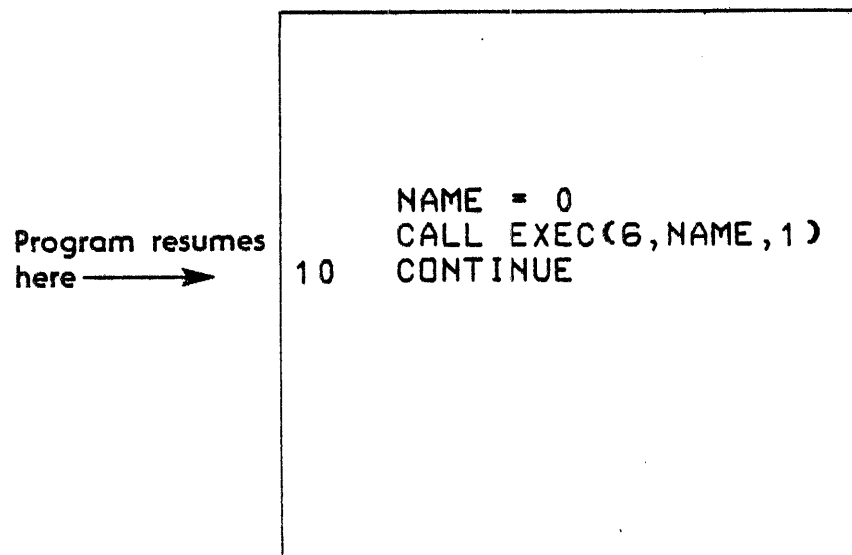 NAME = 0
Program resumes CALL EXEC(6,NAME,1)
here 10 CONTINUE